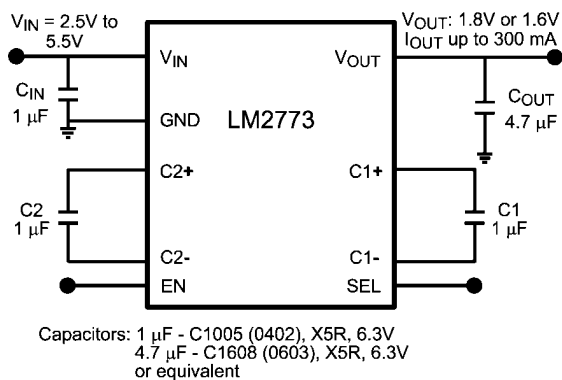 VIN = 2.5V to
5.5V
VOUT: 1.8V or 1.6V
IOUT up to 300 mA
VIN
VOUT
CIN
1 µF
GND
LM2773
COUT
4.7 µF
C2+
C1+
C2
1 µF
C1
1 µF
C2-
C1-
EN
SEL
Capacitors: 1 µF - C1005 (0402), X5R, 6.3V
4.7 µF - C1608 (0603), X5R, 6.3V
or equivalent